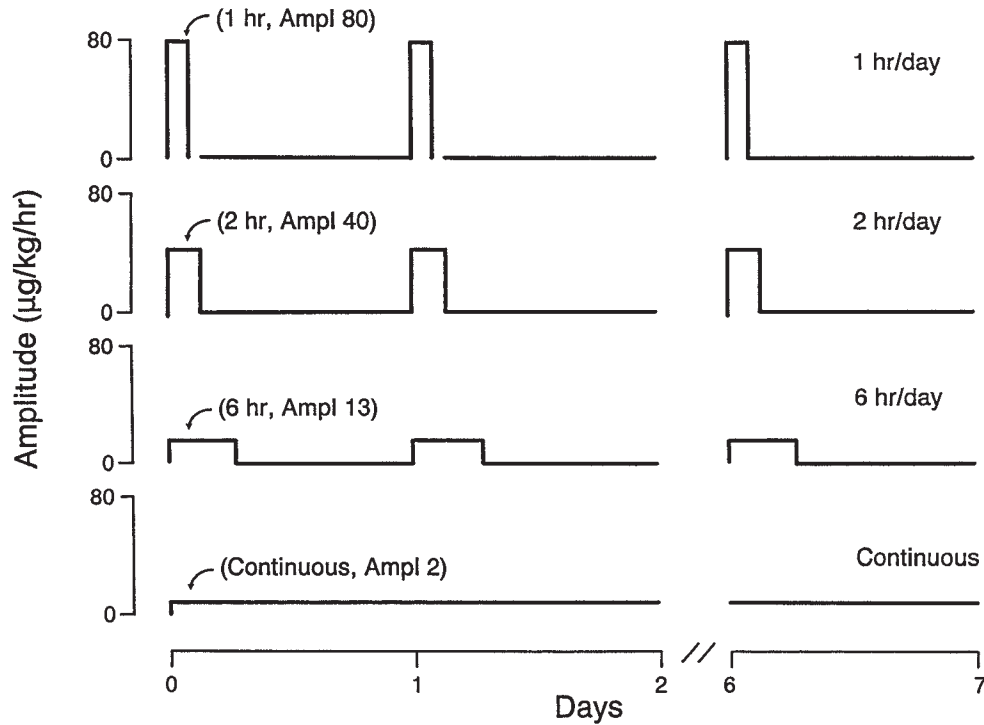 (1 hr, Ampl 80)
80
1 hr/day
0
80
(2 hr, Ampl 40)
2 hr/day
0
80
(6 hr, Ampl 13)
6 hr/day
0
80
(Continuous, Ampl 2)
Continuous
0
Amplitude (µg/kg/hr)
0 1 2 // 6 7
Days